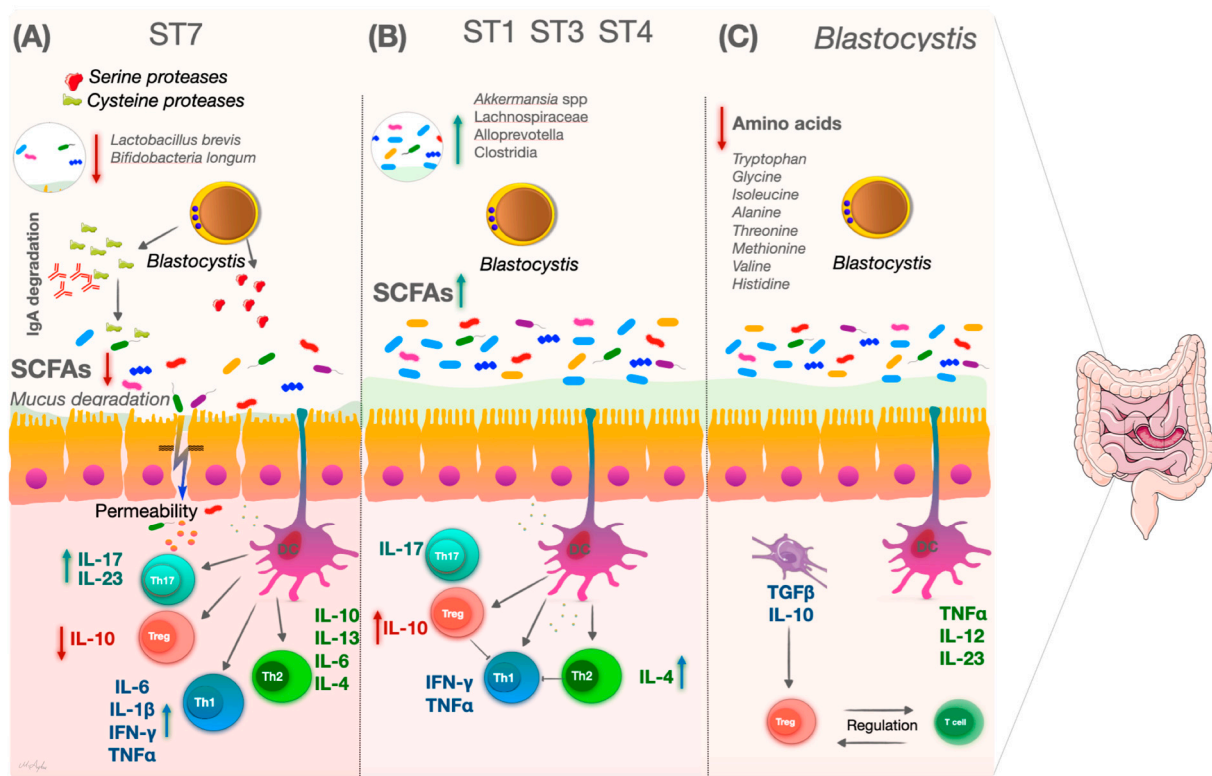 (A) ST7
Serine proteases
Cysteine proteases
Lactobacillus brevis
Bifidobacteria longum
IgA degradation
Blastocystis
SCFAs
Mucus degradation
Permeability
IL-17
IL-23
Th17
DC
IL-10
Treg
IL-10
IL-13
IL-6
IL-4
Th2
Th1
IL-6
IL-1β
IFN-γ
TNFα
(B) ST1 ST3 ST4
Akkermansia spp
Lachnospiraceae
Alloprevotella
Clostridia
Blastocystis
SCFAs
IL-17
Th17
DC
IL-10
Treg
IFN-γ
TNFα
Th1
Th2
IL-4
(C) Blastocystis
Amino acids
Tryptophan
Glycine
Isoleucine
Alanine
Threonine
Methionine
Valine
Histidine
Blastocystis
DC
TGFβ
IL-10
TNFα
IL-12
IL-23
Treg
Regulation
T cell